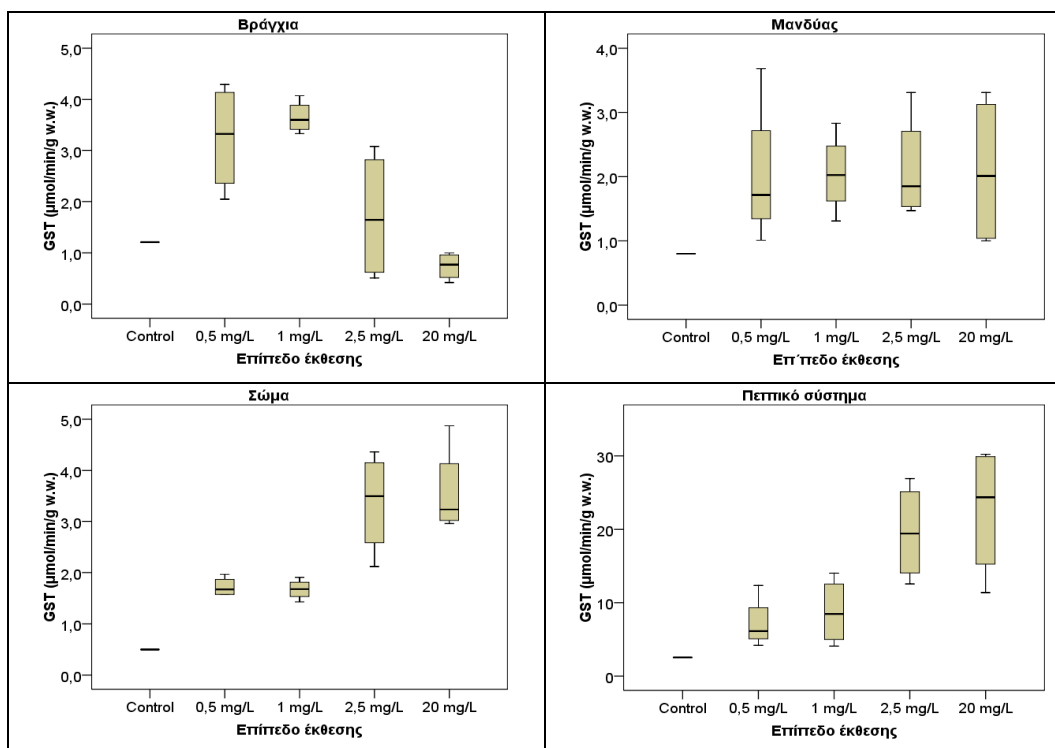 Βράγχια
GST (μmol/min/g w.w.)
5,0
4,0
3,0
2,0
1,0
0,0
Control 0,5 mg/L 1 mg/L 2,5 mg/L 20 mg/L
Επίπεδο έκθεσης
Μανδύας
GST (μmol/min/g w.w.)
4,0
3,0
2,0
1,0
0,0
Control 0,5 mg/L 1 mg/L 2,5 mg/L 20 mg/L
Επ΄πεδο έκθεσης
Σώμα
GST (μmol/min/g w.w.)
5,0
4,0
3,0
2,0
1,0
0,0
Control 0,5 mg/L 1 mg/L 2,5 mg/L 20 mg/L
Επίπεδο έκθεσης
Πεπτικό σύστημα
GST (μmol/min/g w.w.)
30
20
10
0
Control 0,5 mg/L 1 mg/L 2,5 mg/L 20 mg/L
Επίπεδο έκθεσης